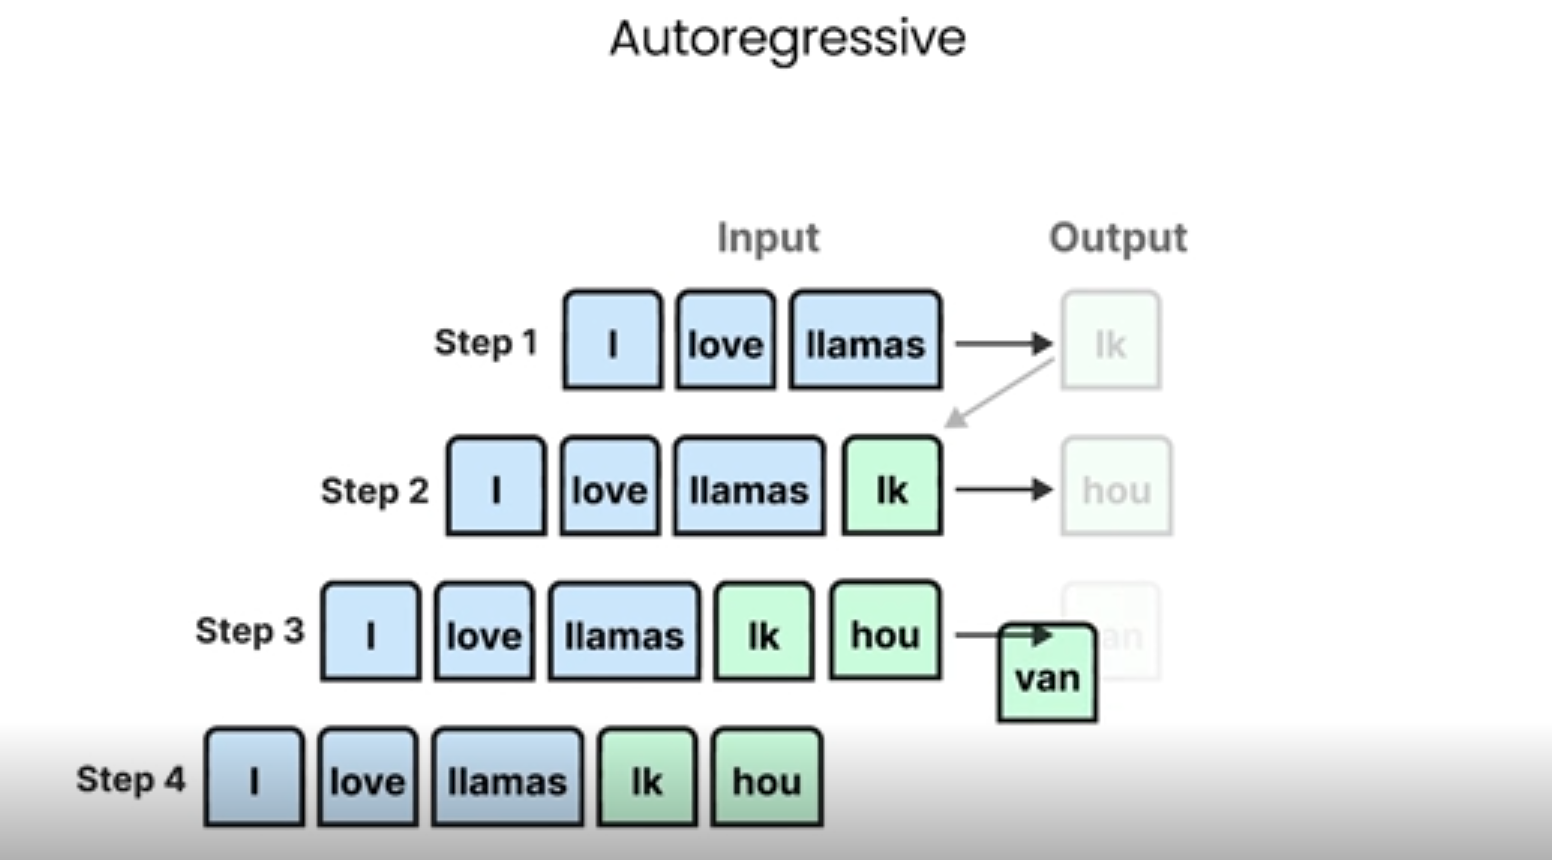 Autoregressive
Input Output
Step 1 I love llamas Ik
Step 2 I love llamas Ik hou
Step 3 I love llamas Ik hou
van
Step 4 I love llamas Ik hou